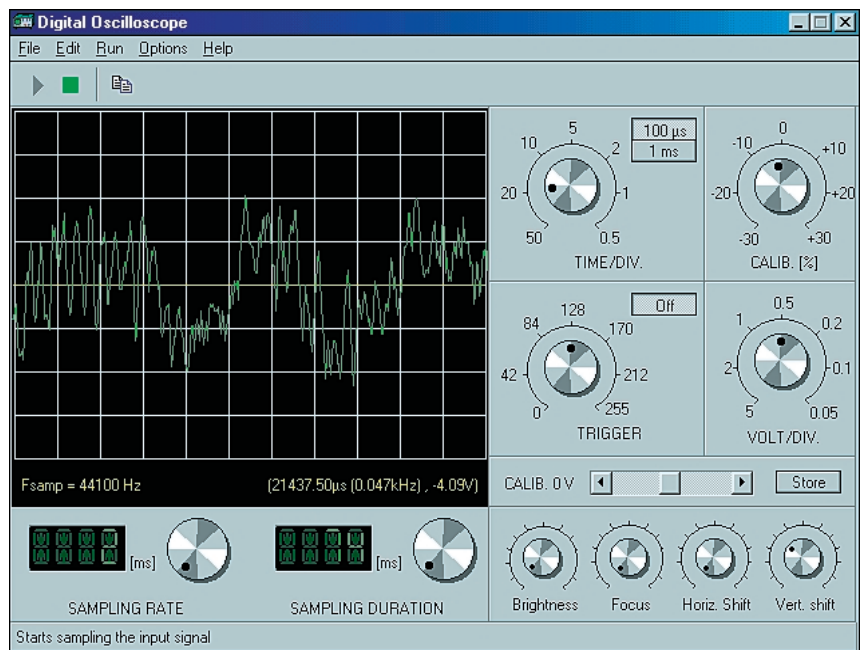 Digital Oscilloscope
File Edit Run Options Help
5
10 2
20 1
50 0.5
100 µs
1 ms
TIME/DIV.
0
-10 +10
-20 +20
-30 +30
CALIB. [%]
128
84 170
42 212
0 255
Off
TRIGGER
0.5
1 0.2
2 0.1
5 0.05
VOLT/DIV.
Fsamp = 44100 Hz (21437.50µs (0.047kHz) , -4.09V)
CALIB. 0 V Store
[ms] [ms]
SAMPLING RATE SAMPLING DURATION
Brightness Focus Horiz. Shift Vert. shift
Starts sampling the input signal